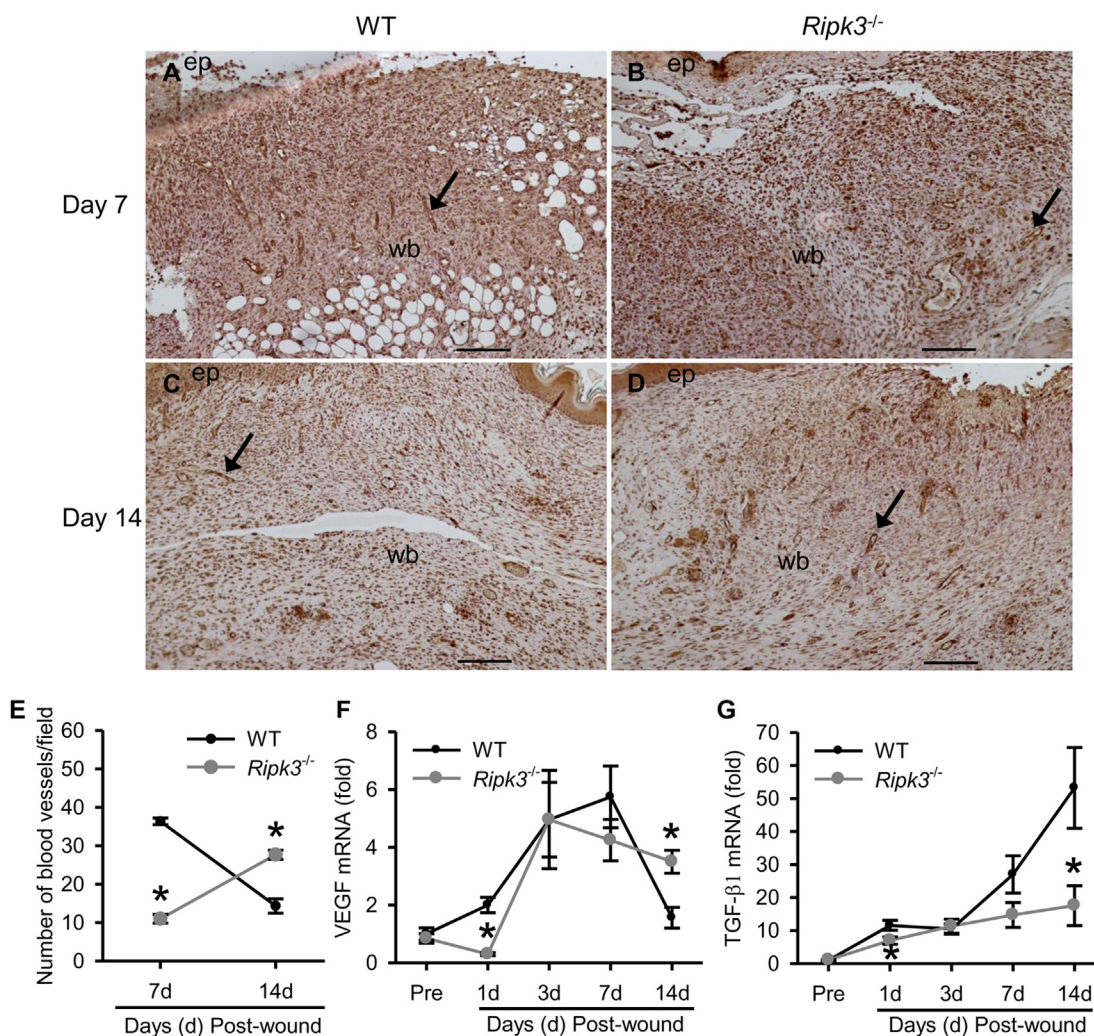 WT
Ripk3-/-
A
ep
B
ep
Day 7
wb
wb
C
ep
D
ep
Day 14
wb
wb
E
60
50
40
30
20
10
0
Number of blood vessels/field
WT
Ripk3-/-
*
*
7d
14d
Days (d) Post-wound
F
8
6
4
2
0
VEGF mRNA (fold)
WT
Ripk3-/-
*
*
Pre
1d
3d
7d
14d
Days (d) Post-wound
G
70
60
50
40
30
20
10
0
TGF-β1 mRNA (fold)
WT
Ripk3-/-
*
*
Pre
1d
3d
7d
14d
Days (d) Post-wound